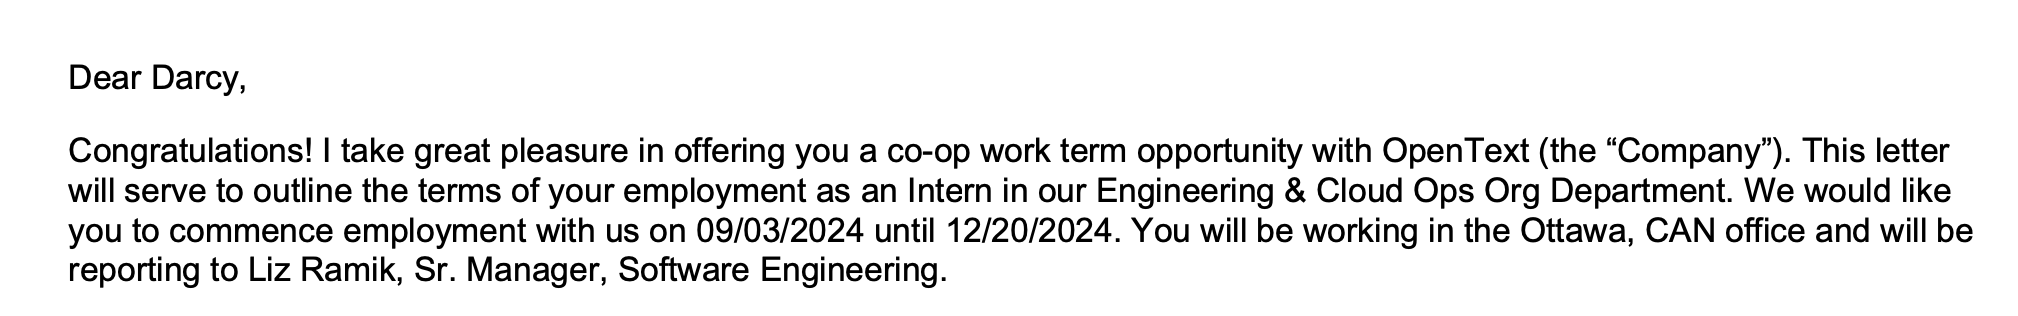 Dear Darcy,
Congratulations! I take great pleasure in offering you a co-op work term opportunity with OpenText (the “Company”). This letter
will serve to outline the terms of your employment as an Intern in our Engineering & Cloud Ops Org Department. We would like
you to commence employment with us on 09/03/2024 until 12/20/2024. You will be working in the Ottawa, CAN office and will be
reporting to Liz Ramik, Sr. Manager, Software Engineering.